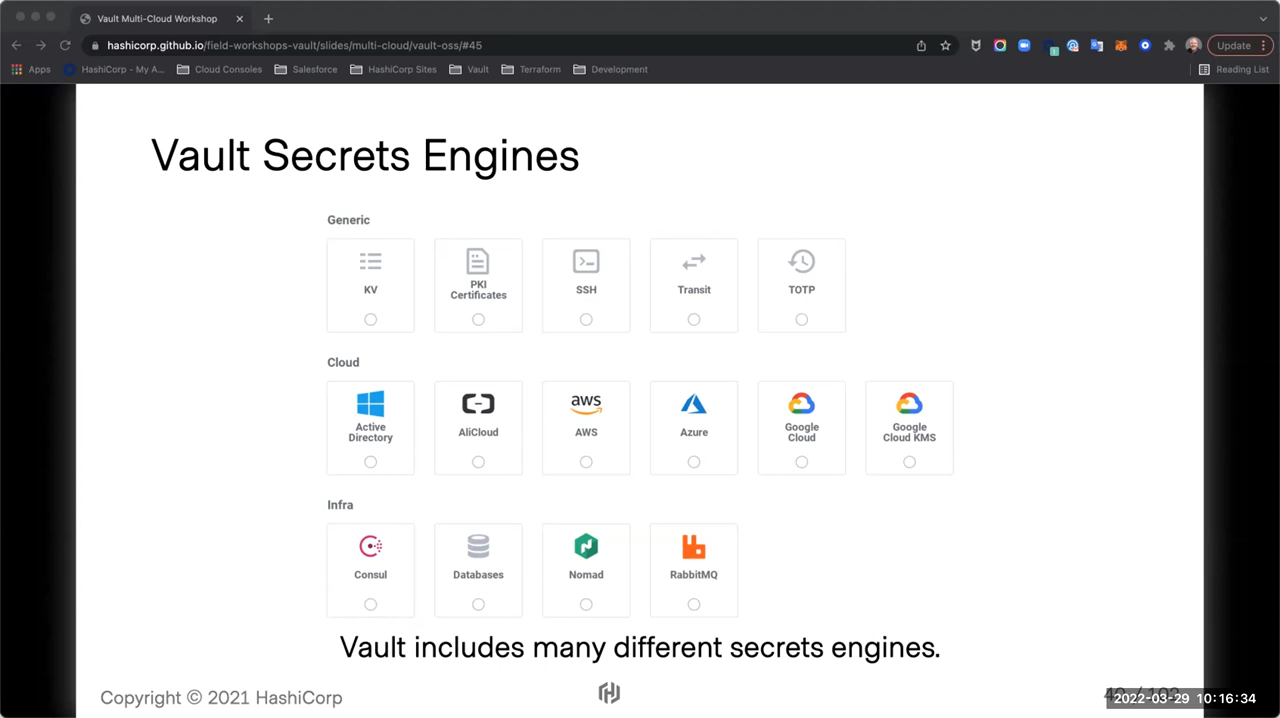 Vault Multi-Cloud Workshop
hashicorp.github.io/field-workshops-vault/slides/multi-cloud/vault-oss/#45
Update
Apps
HashiCorp - My A...
Cloud Consoles
Salesforce
HashiCorp Sites
Vault
Terraform
Development
Reading List
Vault Secrets Engines
Generic
KV
PKI
Certificates
SSH
Transit
TOTP
Cloud
Active
Directory
AliCloud
aws
AWS
Azure
Google
Cloud
Google
Cloud KMS
Infra
Consul
Databases
Nomad
RabbitMQ
Vault includes many different secrets engines.
Copyright © 2021 HashiCorp
2022-03-29 10:16:34